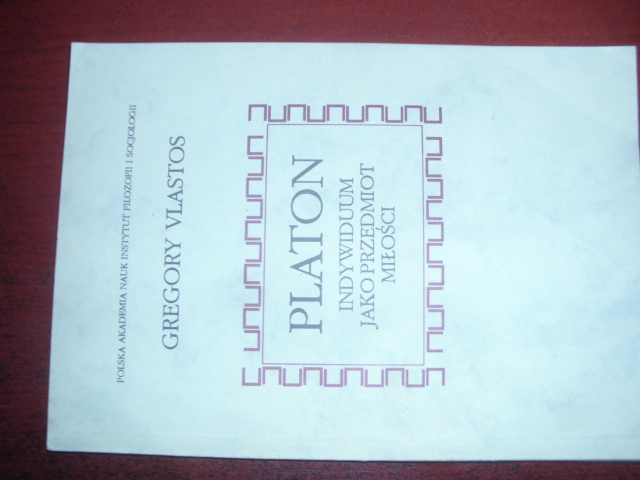 POLSKA AKADEMIA NAUK INSTYTUT FILOZOFII I SOCJOLOGII
GREGORY VLASTOS
PLATON
INDYWIDUUM
JAKO PRZEDMIOT
MIŁOŚCI